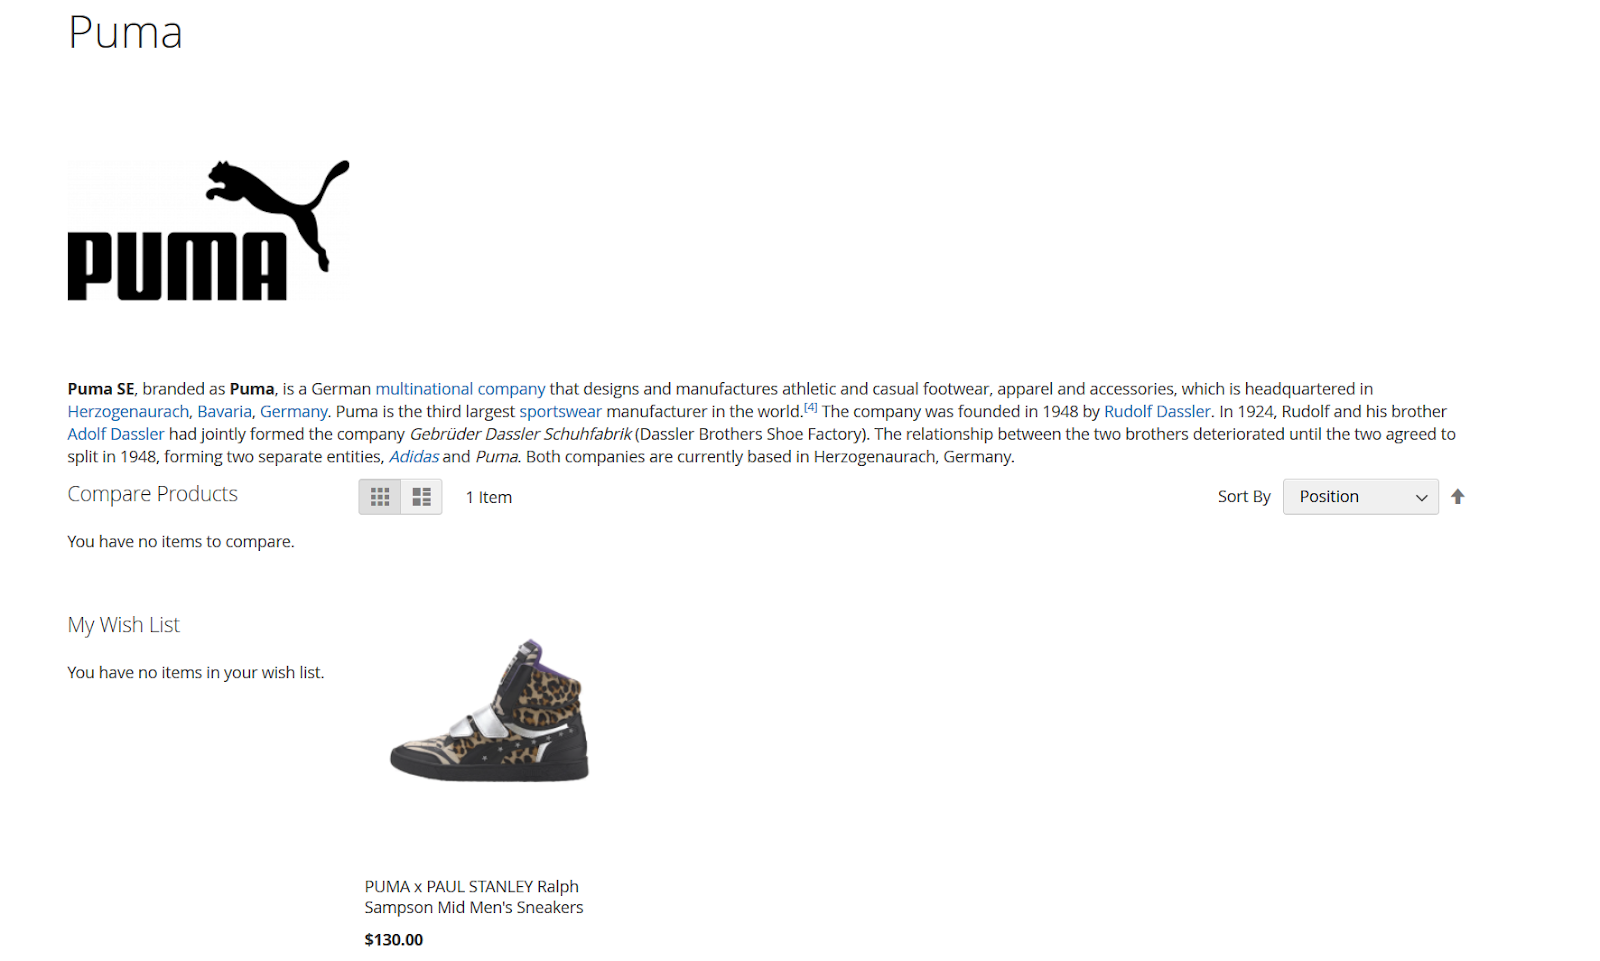 Puma
PUMA
Puma SE, branded as Puma, is a German multinational company that designs and manufactures athletic and casual footwear, apparel and accessories, which is headquartered in
Herzogenaurach, Bavaria, Germany. Puma is the third largest sportswear manufacturer in the world.[4] The company was founded in 1948 by Rudolf Dassler. In 1924, Rudolf and his brother
Adolf Dassler had jointly formed the company Gebrüder Dassler Schuhfabrik (Dassler Brothers Shoe Factory). The relationship between the two brothers deteriorated until the two agreed to
split in 1948, forming two separate entities, Adidas and Puma. Both companies are currently based in Herzogenaurach, Germany.
Compare Products
1 Item
Sort By Position
You have no items to compare.
My Wish List
You have no items in your wish list.
PUMA x PAUL STANLEY Ralph
Sampson Mid Men's Sneakers
$130.00